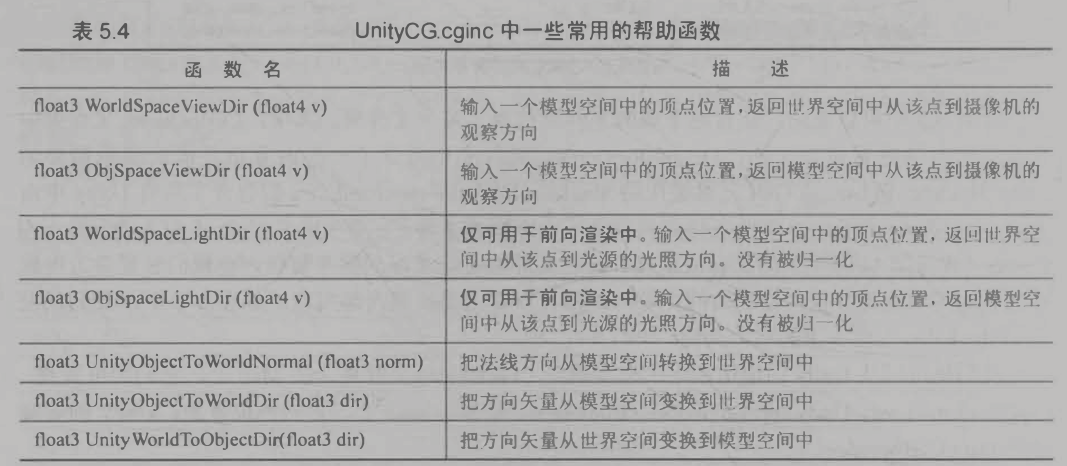 表 5.4 UnityCG.cginc 中一些常用的帮助函数
函 数 名 描 述
float3 WorldSpaceViewDir (float4 v) 输入一个模型空间中的顶点位置，返回世界空间中从该点到摄像机的
观察方向
float3 ObjSpaceViewDir (float4 v) 输入一个模型空间中的顶点位置，返回模型空间中从该点到摄像机的
观察方向
float3 WorldSpaceLightDir (float4 v) 仅可用于前向渲染中。输入一个模型空间中的顶点位置，返回世界空
间中从该点到光源的光照方向。没有被归一化
float3 ObjSpaceLightDir (float4 v) 仅可用于前向渲染中。输入一个模型空间中的顶点位置，返回模型空
间中从该点到光源的光照方向。没有被归一化
float3 UnityObjectToWorldNormal (float3 norm) 把法线方向从模型空间转换到世界空间中
float3 UnityObjectToWorldDir (float3 dir) 把方向矢量从模型空间变换到世界空间中
float3 UnityWorldToObjectDir(float3 dir) 把方向矢量从世界空间变换到模型空间中